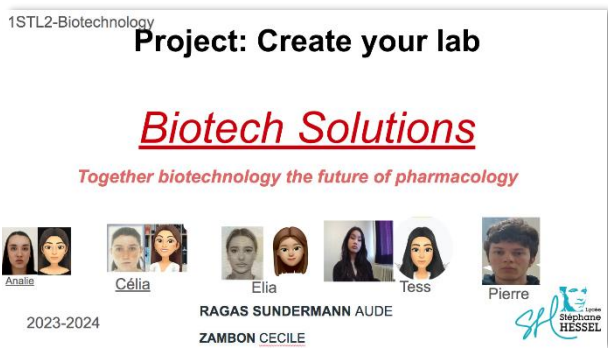 1STL2-Biotechnology
Project: Create your lab
Biotech Solutions
Together biotechnology the future of pharmacology
Analie
Célia
Elia
Tess
Pierre
RAGAS SUNDERMANN AUDE
2023-2024
ZAMBON CECILE
Lycée
Stéphane
HESSEL